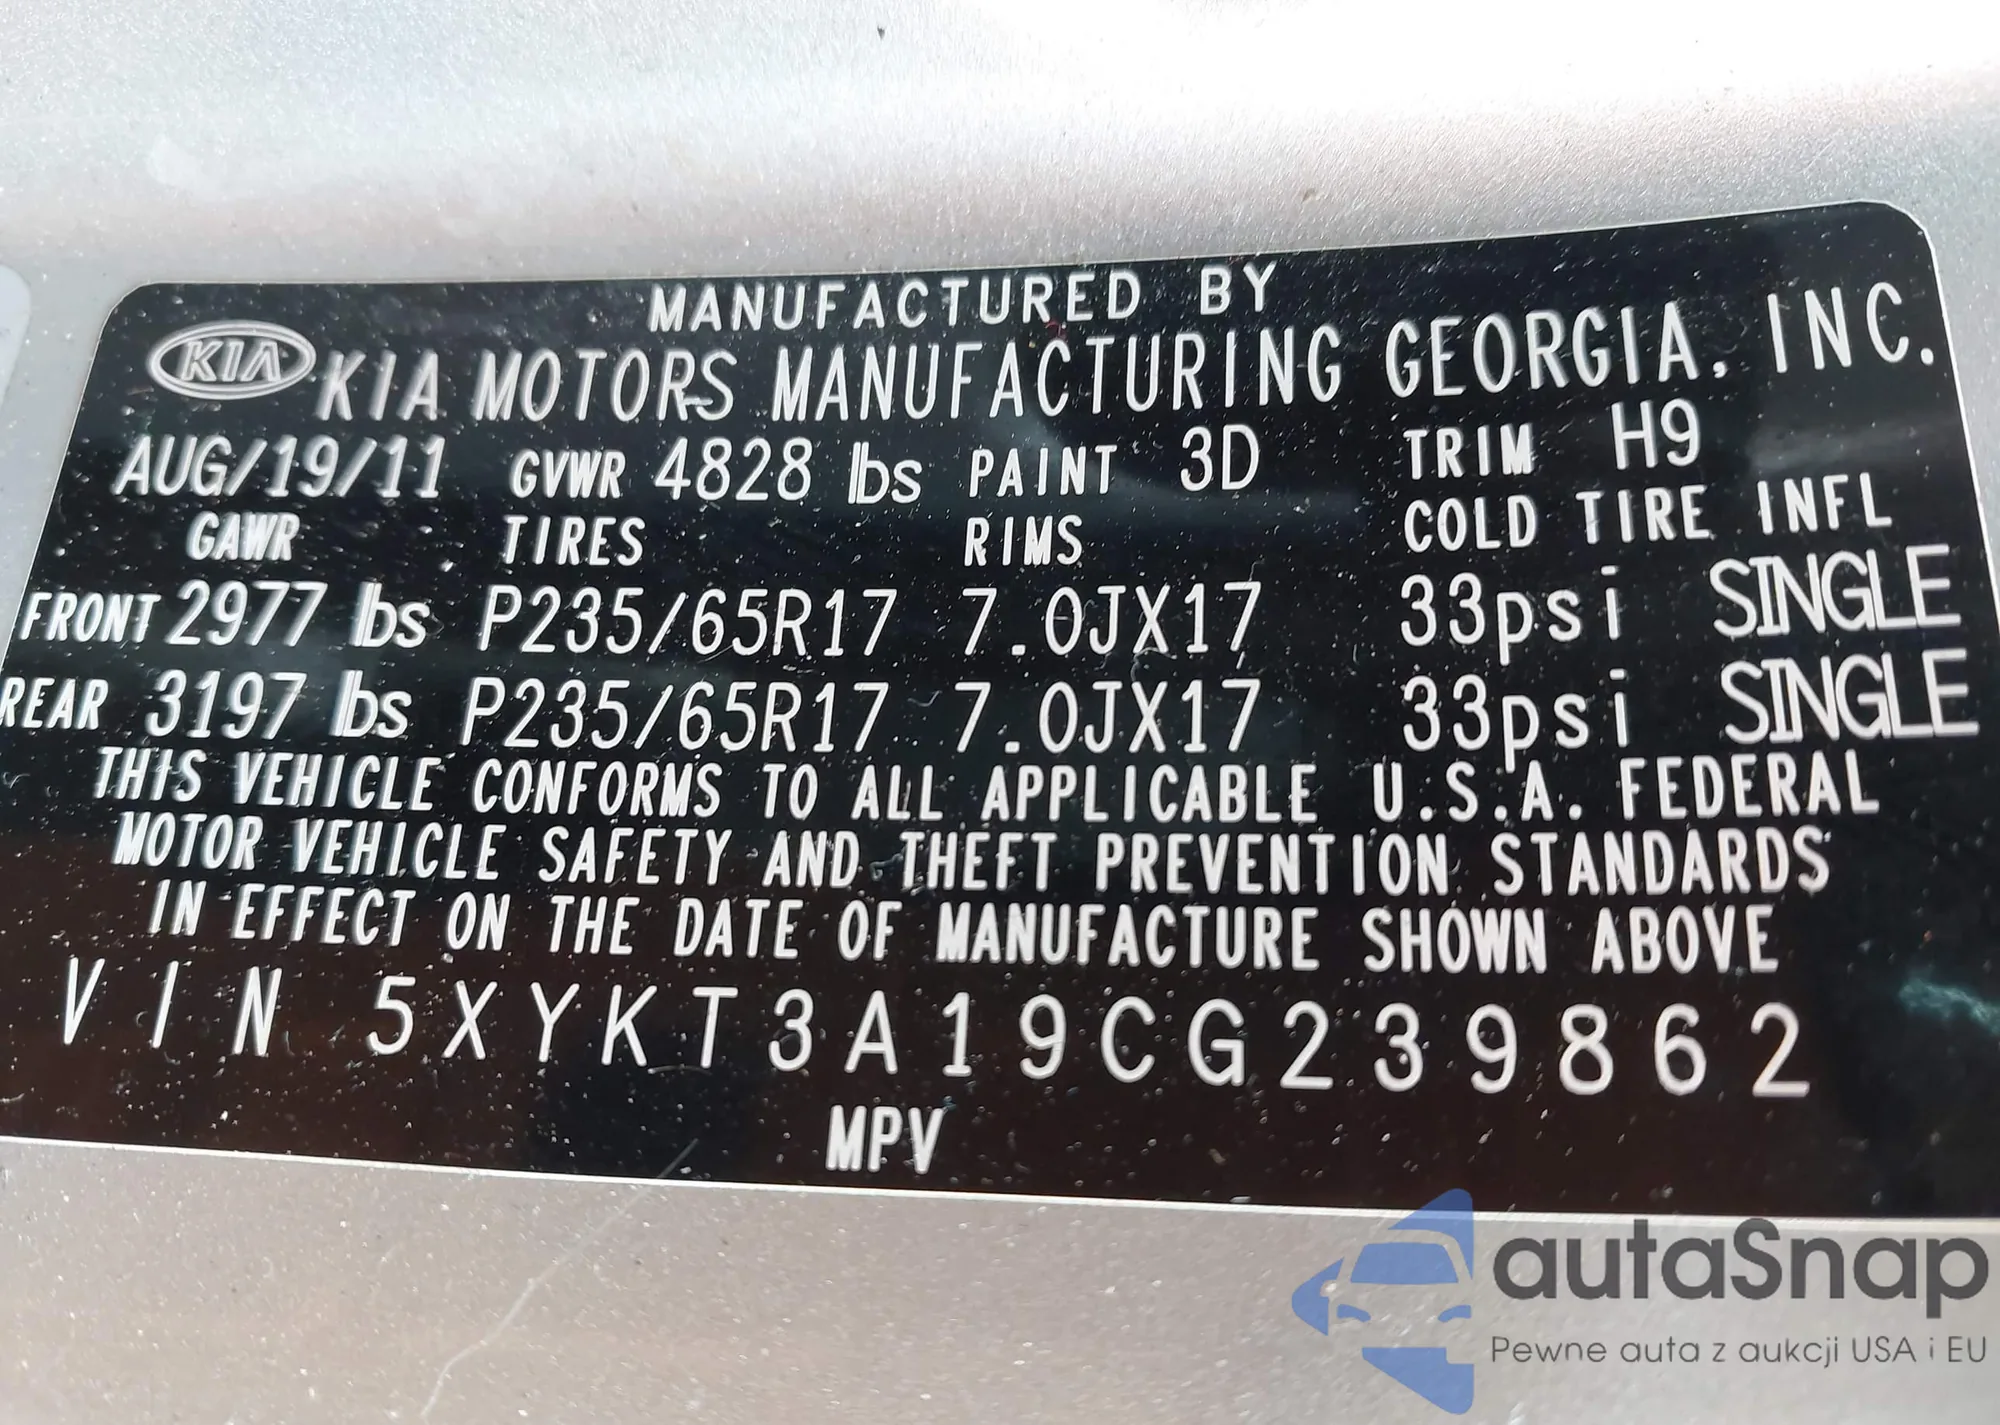 MANUFACTURED BY
KIA KIA MOTORS MANUFACTURING GEORGIA, INC.
AUG/19/11 GVWR 4828 lbs PAINT 3D TRIM H9
GAWR TIRES RIMS COLD TIRE INFL
FRONT 2977 lbs P235/65R17 7.0JX17 33psi SINGLE
REAR 3197 lbs P235/65R17 7.0JX17 33psi SINGLE
THIS VEHICLE CONFORMS TO ALL APPLICABLE U.S.A. FEDERAL
MOTOR VEHICLE SAFETY AND THEFT PREVENTION STANDARDS
IN EFFECT ON THE DATE OF MANUFACTURE SHOWN ABOVE
VIN 5XYKT3A19CG239862
MPV
autaSnap
Pewne auta z aukcji USA i EU